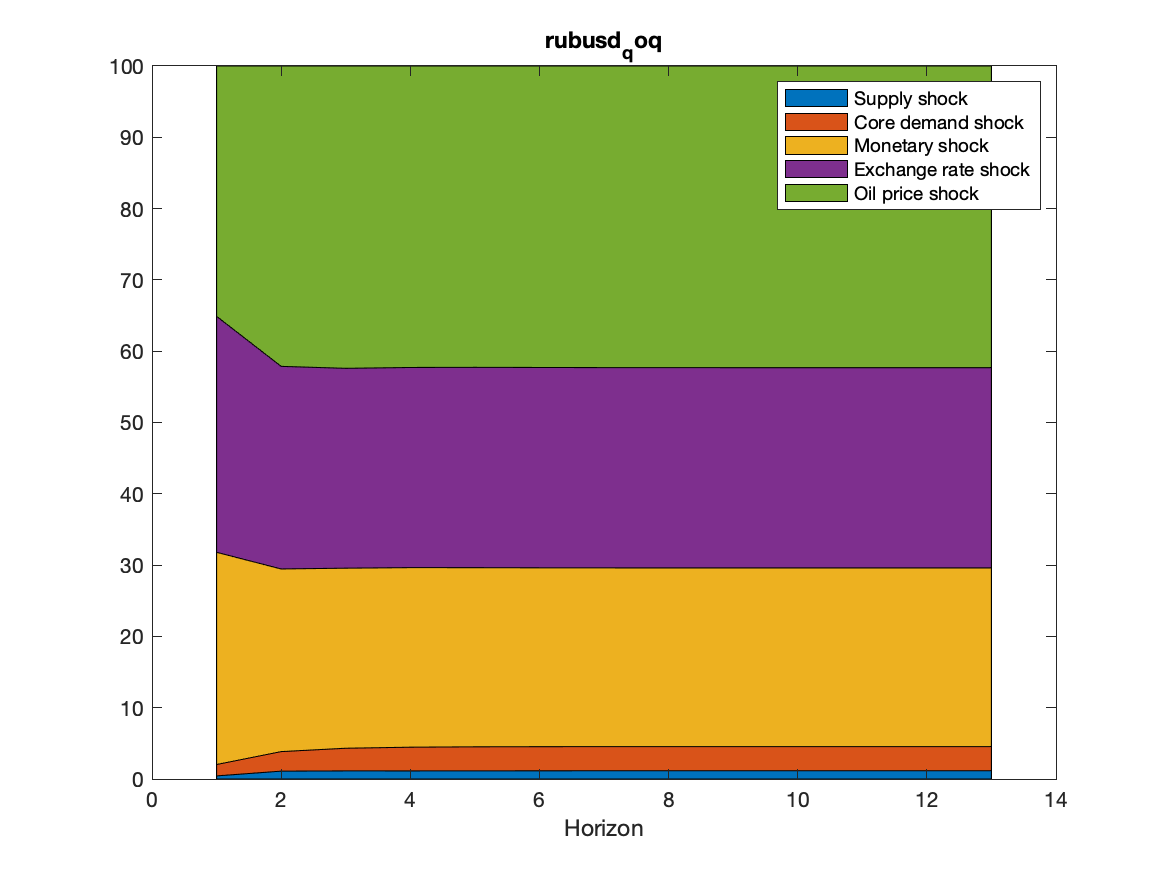 rubusd_qoq
100
90
80
70
60
50
40
30
20
10
0
Supply shock
Core demand shock
Monetary shock
Exchange rate shock
Oil price shock
0 2 4 6 8 10 12 14
Horizon